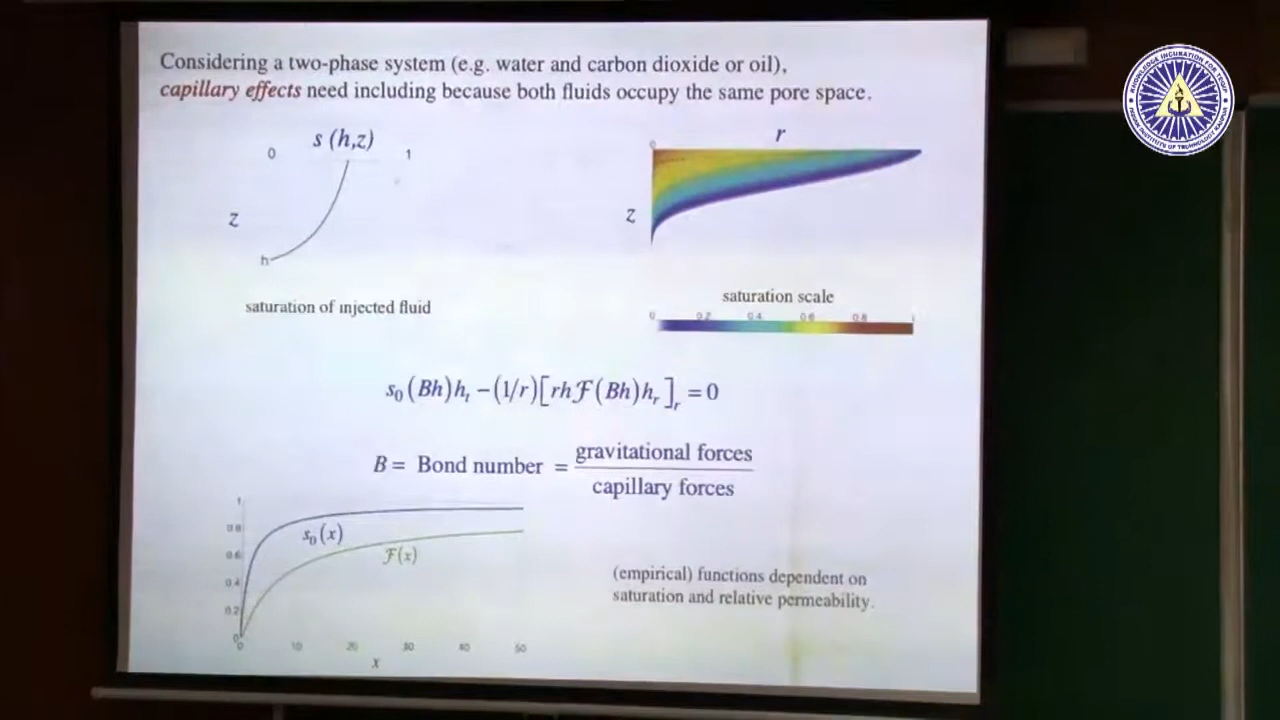 Considering a two-phase system (e.g. water and carbon dioxide or oil),
capillary effects need including because both fluids occupy the same pore space.
s (h,z)
0 1
z
h
saturation of injected fluid
r
0
z
saturation scale
0 0.2 0.4 0.6 0.8 1
s₀(Bh)hₜ −(1/r)[rhℱ(Bh)hᵣ]ᵣ = 0
B = Bond number = gravitational forces
capillary forces
1
0.8
0.6
0.4
0.2
0
s₀(x)
ℱ(x)
0 10 20 30 40 50
x
(empirical) functions dependent on
saturation and relative permeability.